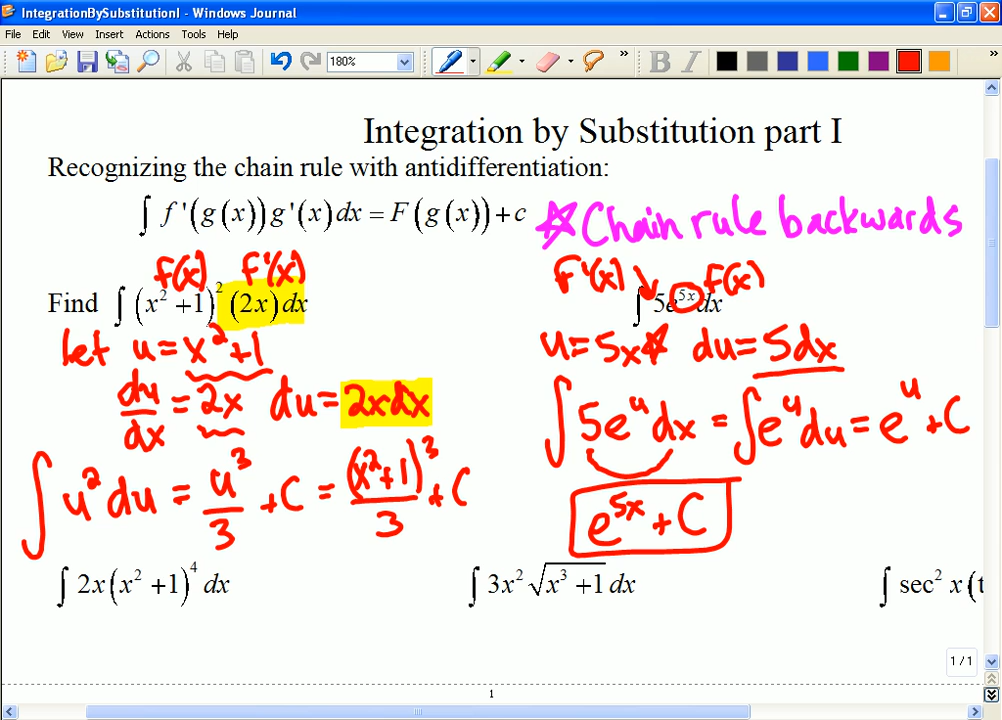 IntegrationBySubstitutionI - Windows Journal
File Edit View Insert Actions Tools Help
180% » B I »
Integration by Substitution part I
Recognizing the chain rule with antidifferentiation:
∫ f'(g(x))g'(x)dx = F(g(x))+c ☆ Chain rule backwards
f(x) f'(x) f'(x) f(x)
Find ∫(x²+1)²(2x)dx ∫5e^{5x}dx
let u=x²+1 u=5x☆ du=5dx
du/dx = 2x du=2xdx
∫5e^u dx = ∫e^u du = e^u + C
∫u² du = u³/3 + C = (x²+1)³/3 + C
e^{5x} + C
∫2x(x²+1)⁴ dx ∫3x²√(x³+1) dx ∫sec² x(t
1 / 1
1